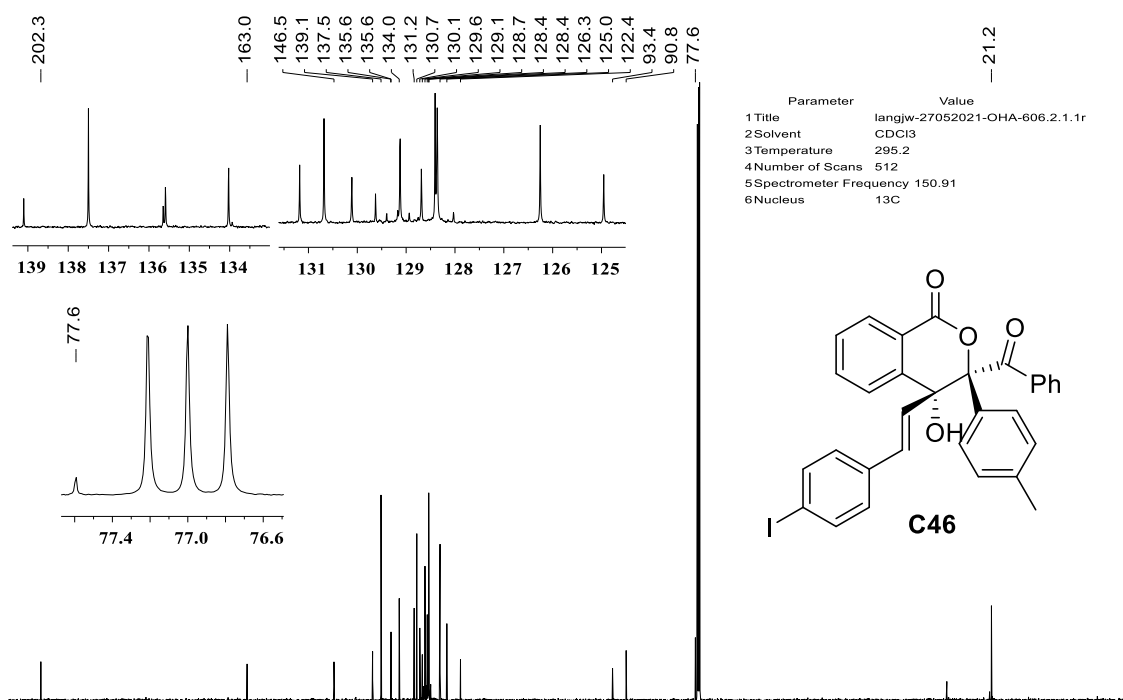 202.3
163.0
146.5
139.1
137.5
135.6
135.6
134.0
131.2
130.7
130.1
129.6
129.1
128.7
128.4
128.4
126.3
125.0
122.4
93.4
90.8
77.6
21.2
Parameter Value
1 Title langjw-27052021-OHA-606.2.1.1r
2 Solvent CDCl3
3 Temperature 295.2
4 Number of Scans 512
5 Spectrometer Frequency 150.91
6 Nucleus 13C
139 138 137 136 135 134
131 130 129 128 127 126 125
77.6
77.4 77.0 76.6
O
O
O
Ph
OH
I
C46